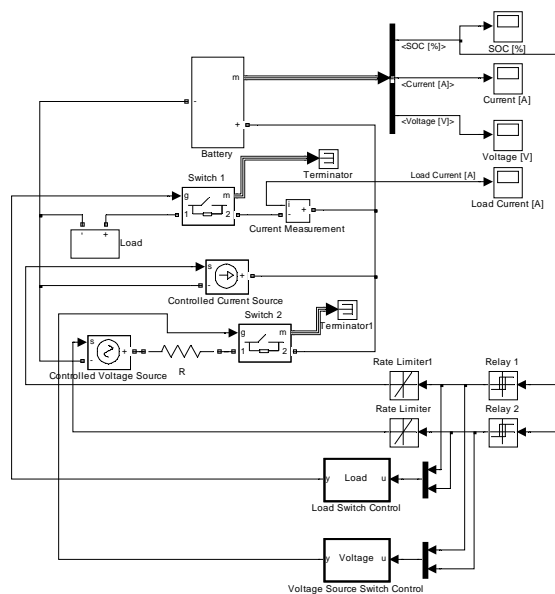 <SOC [%]>
SOC [%]
m
<Current [A]>
-
Current [A]
+
<Voltage [V]>
Battery
Voltage [V]
Switch 1
Terminator
g
m
i
Load Current [A]
1
2
-
+
Load Current [A]
-
+
Load
Current Measurement
s
-
+
Controlled Current Source
Switch 2
g
m
Terminator1
s
-
+
1
2
R
Controlled Voltage Source
Rate Limiter1
Relay 1
Rate Limiter
Relay 2
y
Load
u
Load Switch Control
y
Voltage
u
Voltage Source Switch Control